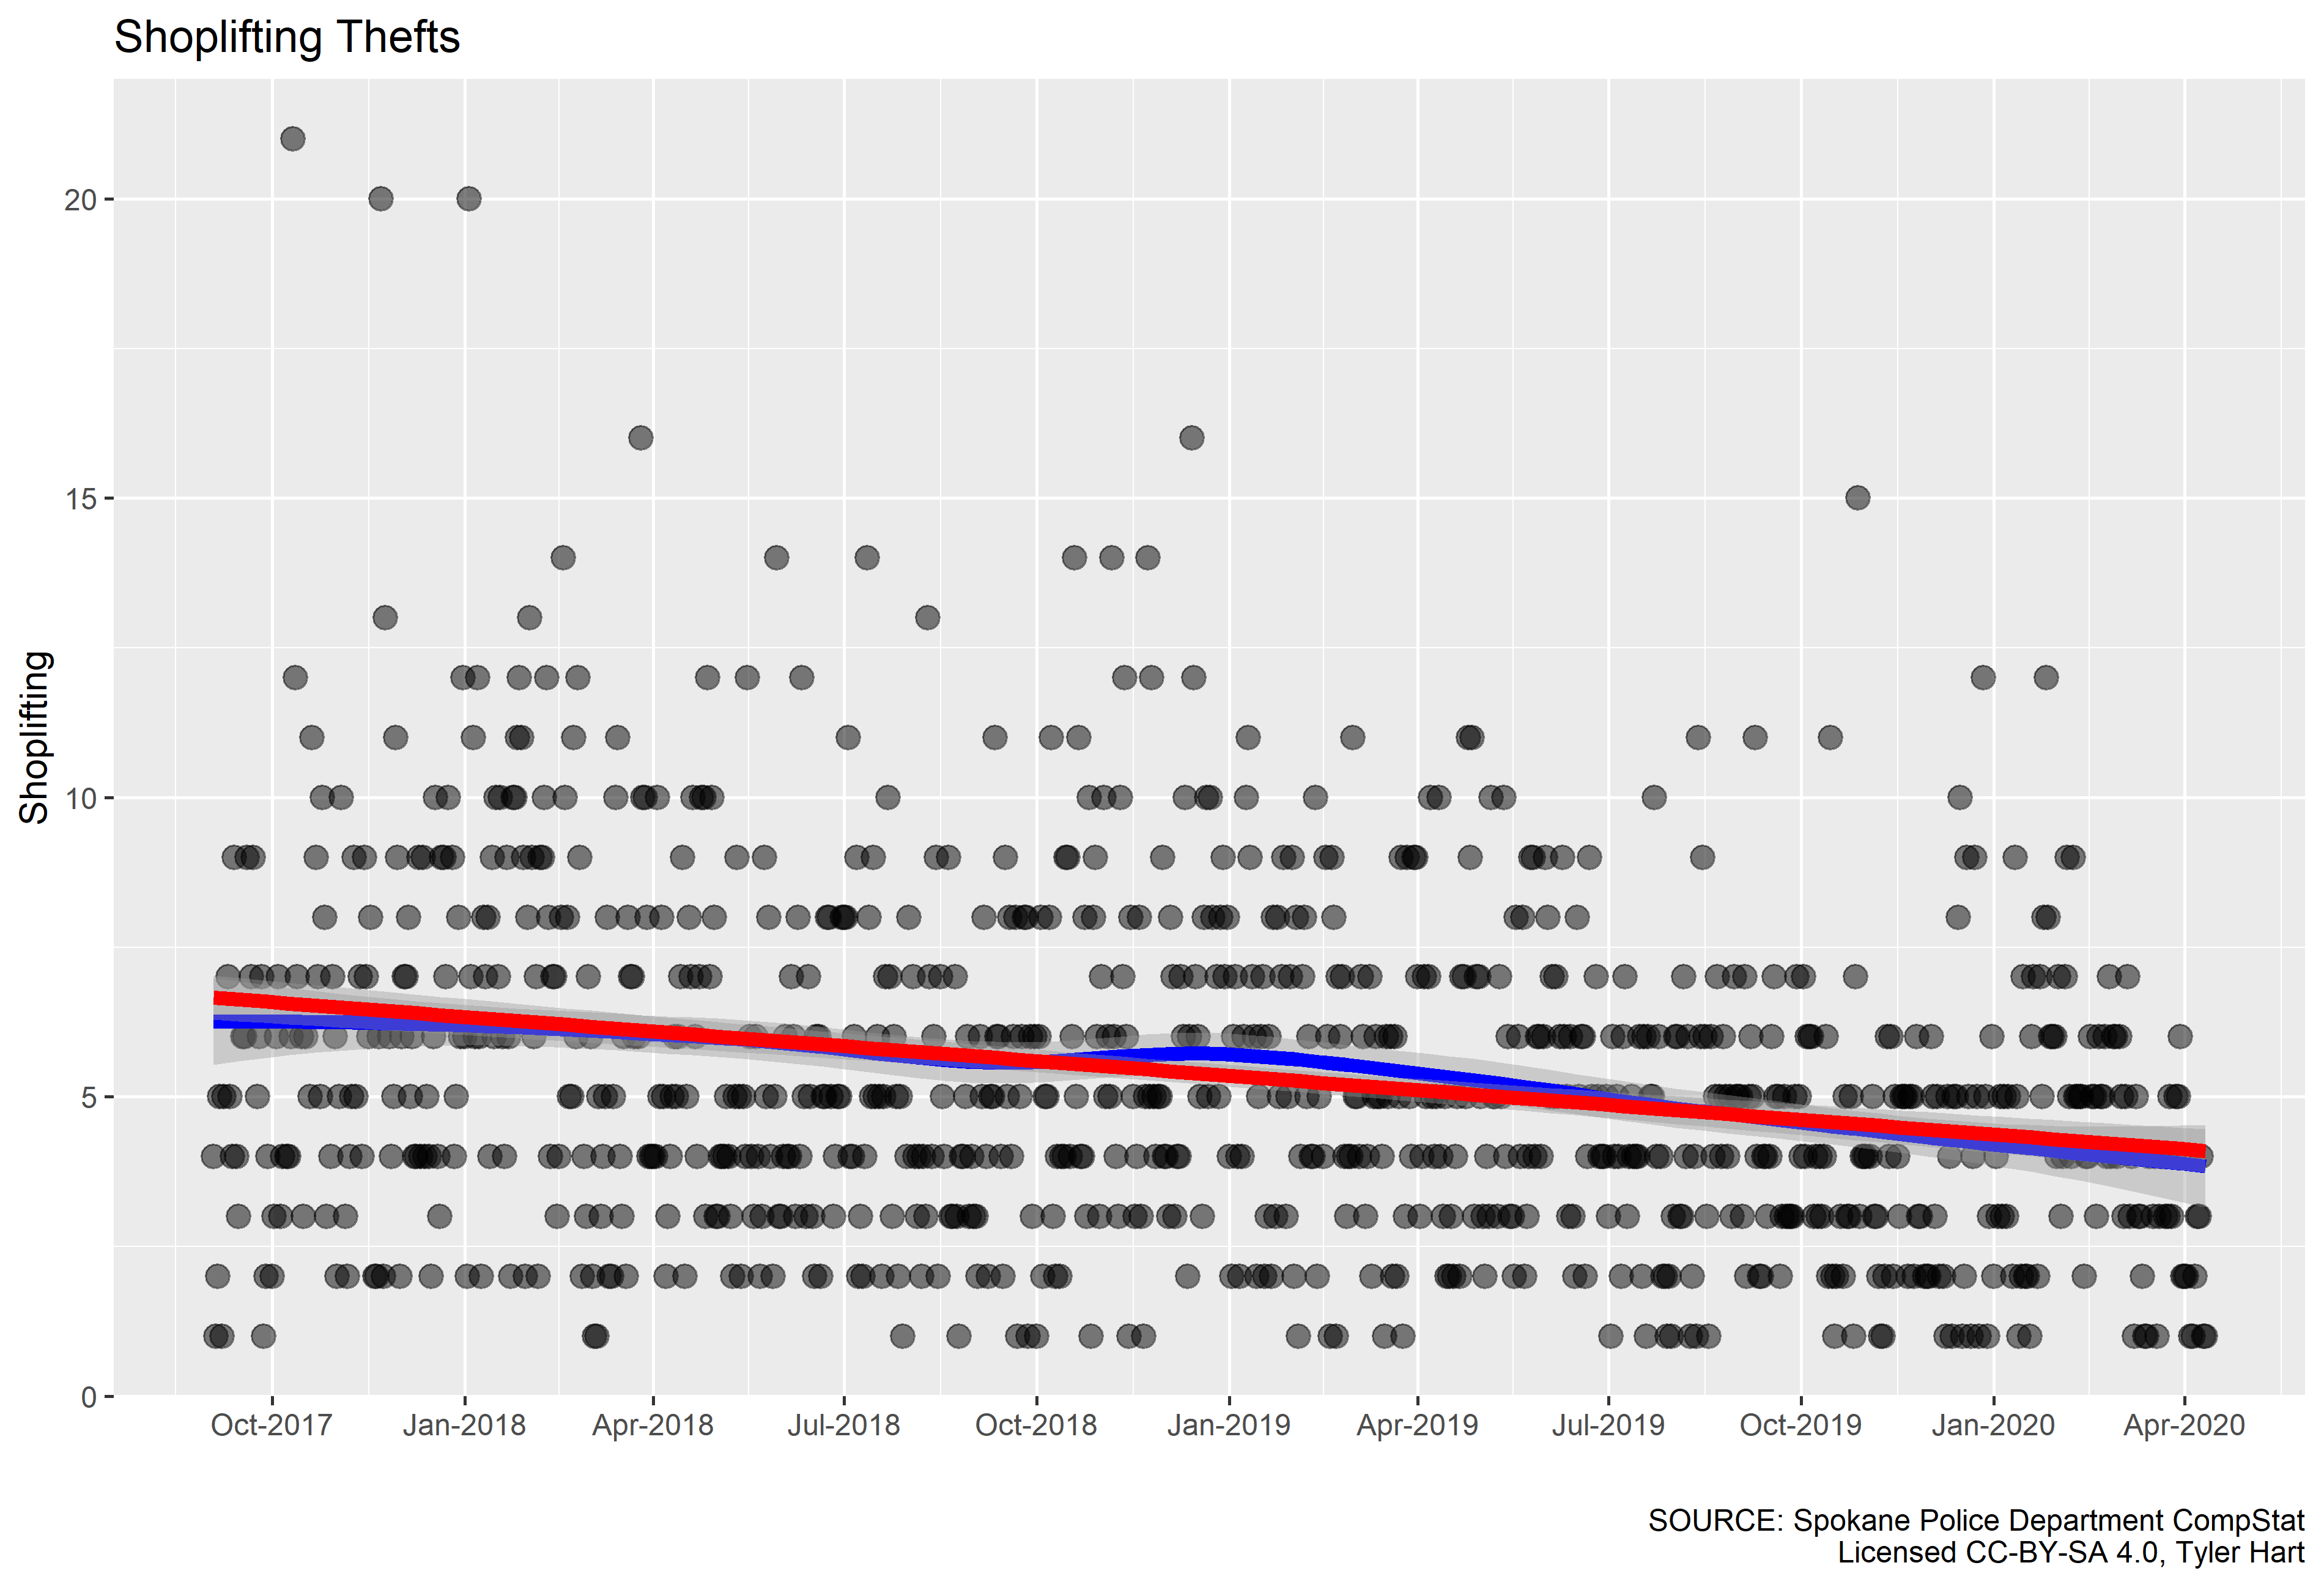 Shoplifting Thefts
Shoplifting
20
15
10
5
0
Oct-2017 Jan-2018 Apr-2018 Jul-2018 Oct-2018 Jan-2019 Apr-2019 Jul-2019 Oct-2019 Jan-2020 Apr-2020
SOURCE: Spokane Police Department CompStat
Licensed CC-BY-SA 4.0, Tyler Hart